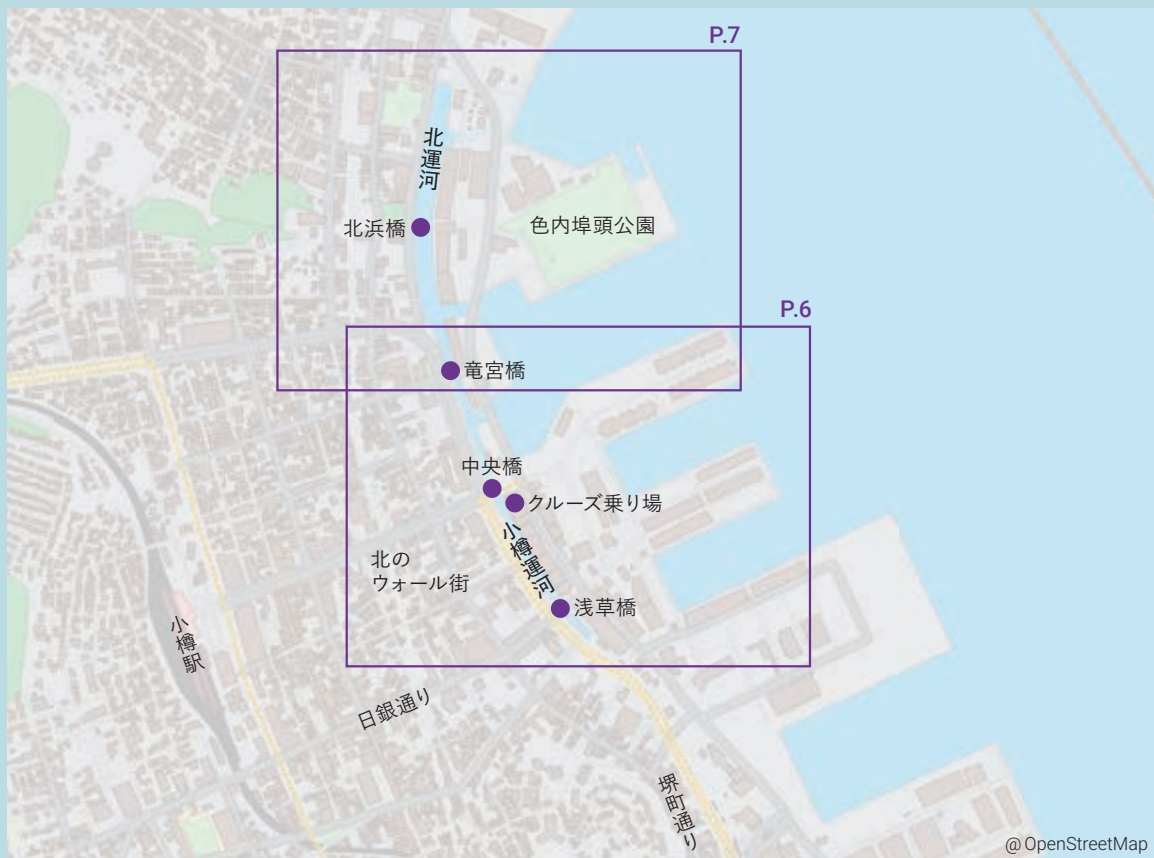 P.7
北運河
北浜橋
色内埠頭公園
P.6
竜宮橋
中央橋
クルーズ乗り場
小樽運河
北の
ウォール街
浅草橋
小樽駅
日銀通り
堺町通り
@OpenStreetMap